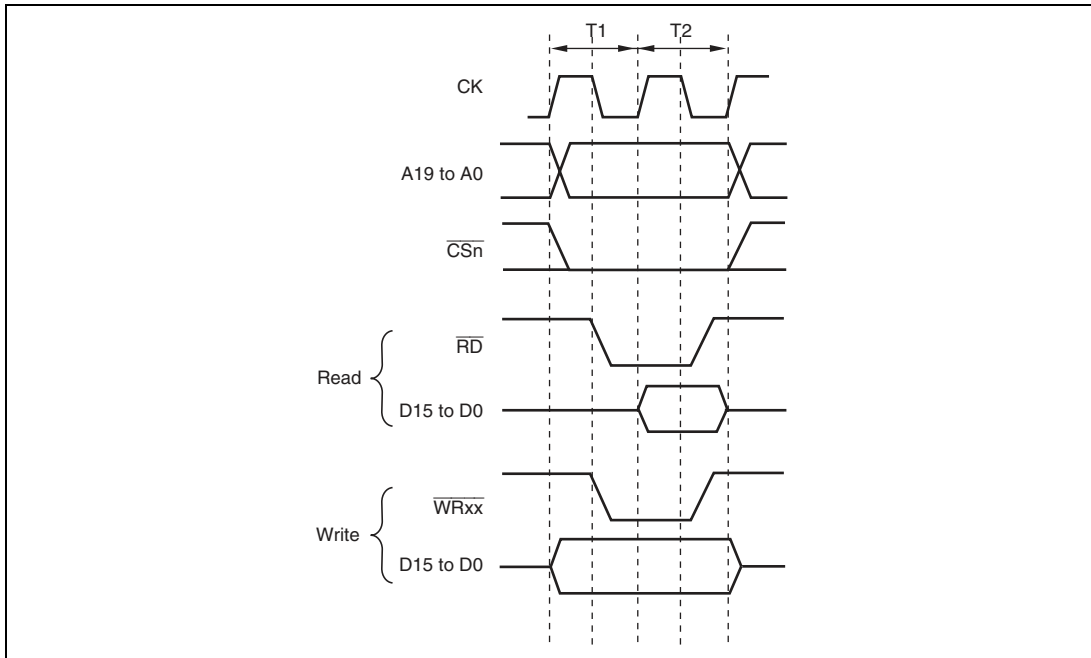 T1 T2
CK
A19 to A0
CSn
RD
Read
D15 to D0
WRxx
Write
D15 to D0